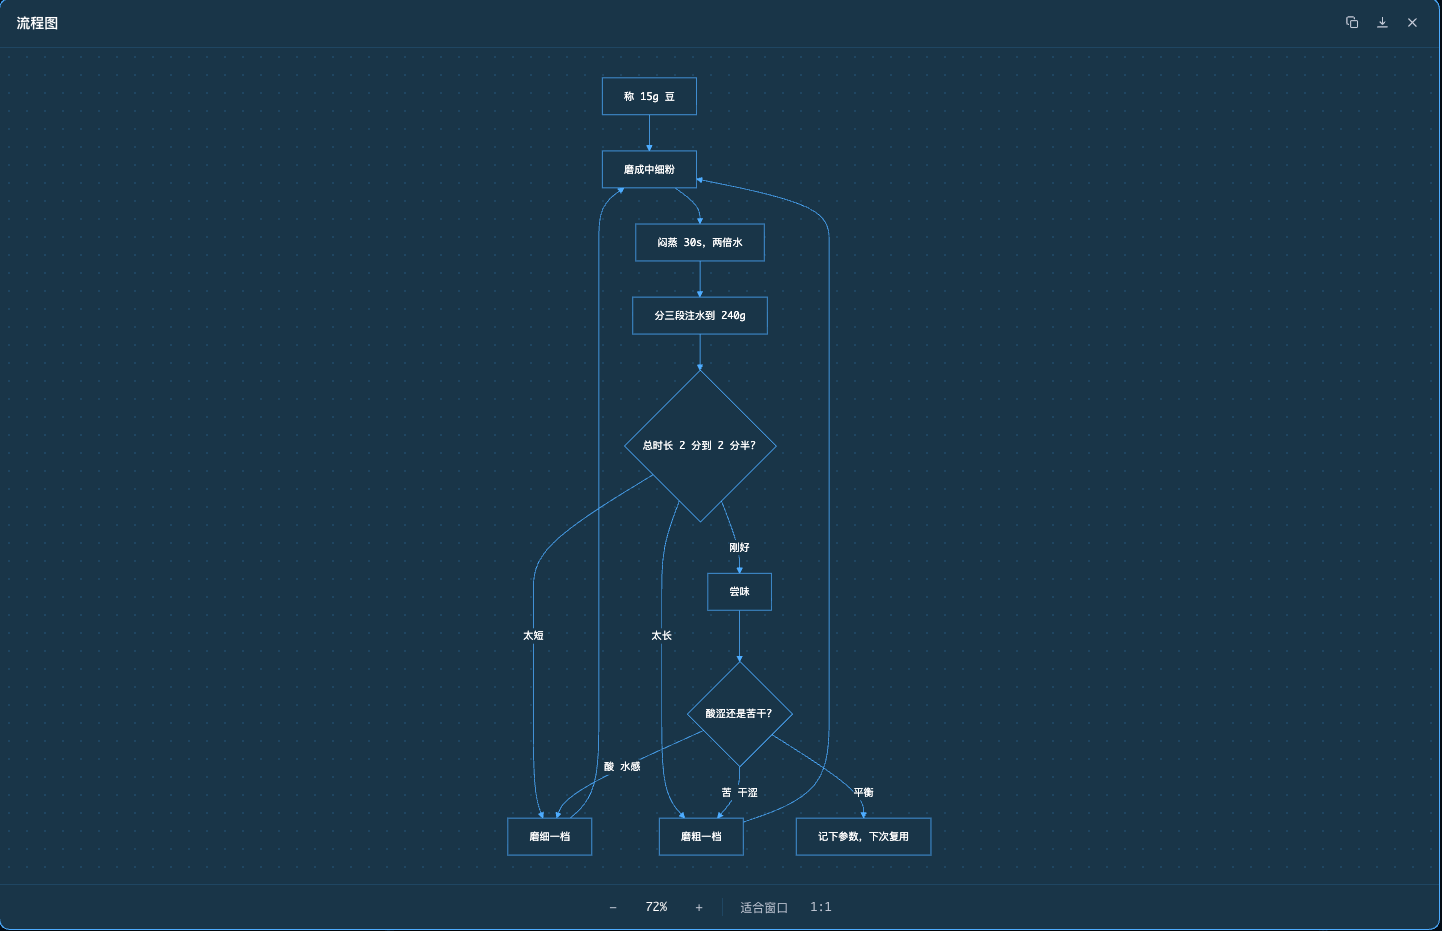 流程图
称 15g 豆
磨成中细粉
闷蒸 30s，两倍水
分三段注水到 240g
总时长 2 分到 2 分半？
刚好
尝味
太短
太长
酸涩还是苦干？
酸 水感
苦 干涩
平衡
磨细一档
磨粗一档
记下参数，下次复用
− 72% + 适合窗口 1:1